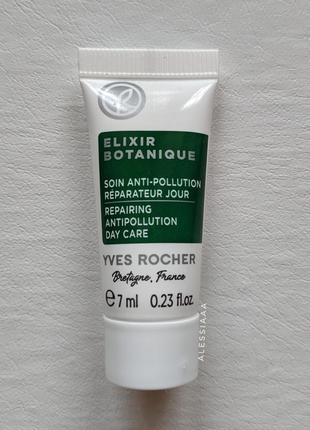 ELIXIR
BOTANIQUE
SOIN ANTI-POLLUTION
RÉPARATEUR JOUR
REPAIRING
ANTIPOLLUTION
DAY CARE
YVES ROCHER
Bretagne, France
℮ 7 ml 0.23 fl.oz.
ALESSIAAA